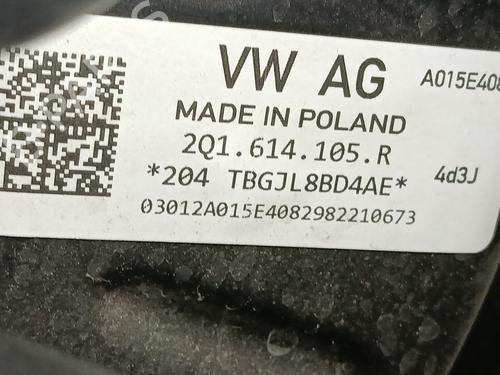 VW AG
A015E408
MADE IN POLAND
2Q1.614.105.R
*204 TBGJL8BD4AE*
4d3J
03012A015E4082982210673